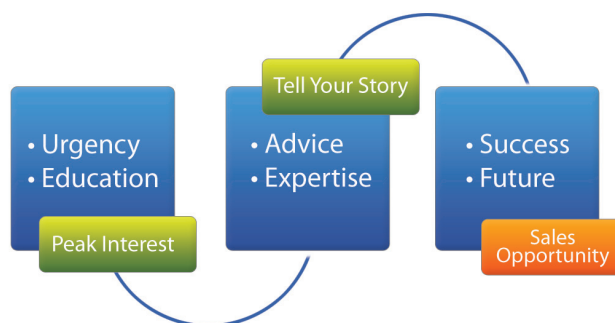 • Urgency
• Education
Peak Interest
Tell Your Story
• Advice
• Expertise
• Success
• Future
Sales
Opportunity